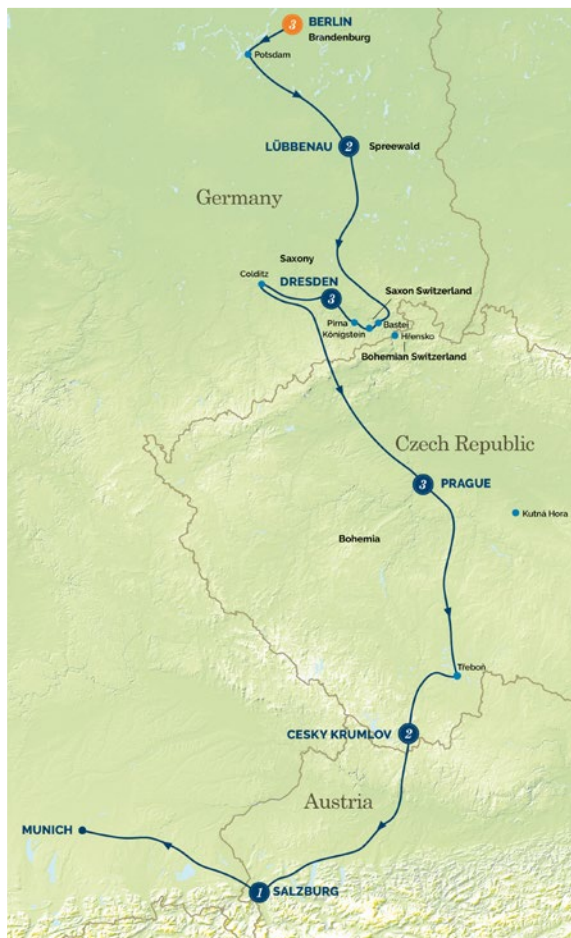 3 BERLIN
Brandenburg
Potsdam
LÜBBENAU 2 Spreewald
Germany
Saxony
Colditz
DRESDEN
3
Saxon Switzerland
Pirna
Bastei
Königstein
Hřensko
Bohemian Switzerland
Czech Republic
3 PRAGUE
Kutná Hora
Bohemia
Třeboň
CESKY KRUMLOV 2
Austria
MUNICH
1 SALZBURG